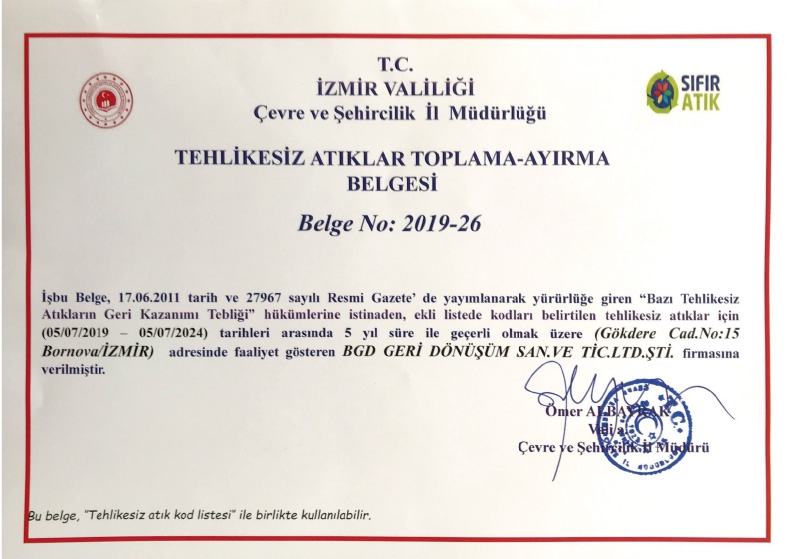 T.C.
İZMİR VALİLİĞİ
Çevre ve Şehircilik İl Müdürlüğü
SIFIR
ATIK
TEHLİKESİZ ATIKLAR TOPLAMA-AYIRMA
BELGESİ
Belge No: 2019-26
İşbu Belge, 17.06.2011 tarih ve 27967 sayılı Resmi Gazete’ de yayımlanarak yürürlüğe giren “Bazı Tehlikesiz
Atıkların Geri Kazanımı Tebliği” hükümlerine istinaden, ekli listede kodları belirtilen tehlikesiz atıklar için
(05/07/2019 – 05/07/2024) tarihleri arasında 5 yıl süre ile geçerli olmak üzere (Gökdere Cad.No:15
Bornova/İZMİR) adresinde faaliyet gösteren BGD GERİ DÖNÜŞÜM SAN.VE TİC.LTD.ŞTİ. firmasına
verilmiştir.
Ömer ALBAYRAK
Vali a.
Çevre ve Şehircilik İl Müdürü
T.C.
Bu belge, "Tehlikesiz atık kod listesi" ile birlikte kullanılabilir.